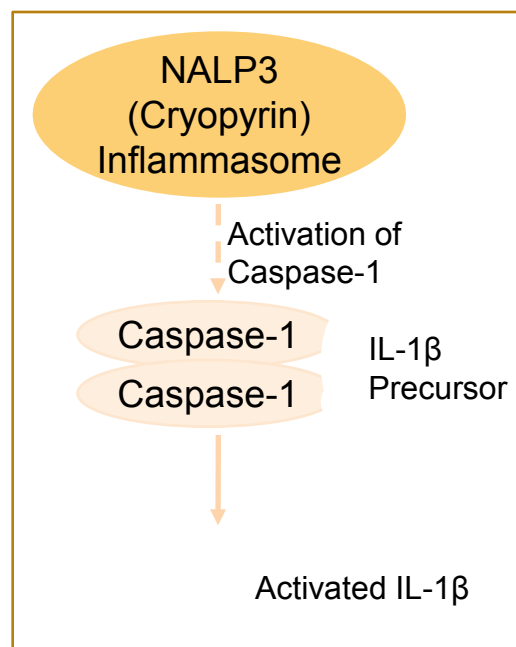 NALP3
(Cryopyrin)
Inflammasome
Activation of
Caspase-1
Caspase-1
Caspase-1
IL-1β
Precursor
Activated IL-1β